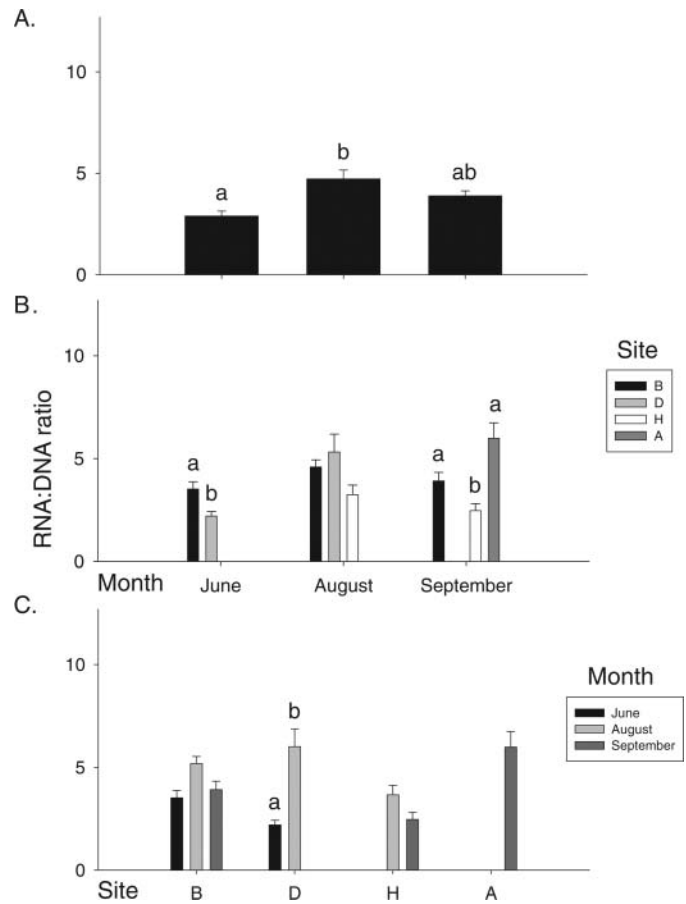 A.
10
5
0
a
b
ab
B.
10
5
0
RNA:DNA ratio
a
b
a
b
a
Site
B
D
H
A
Month June August September
C.
10
5
0
a
b
Month
June
August
September
Site B D H A